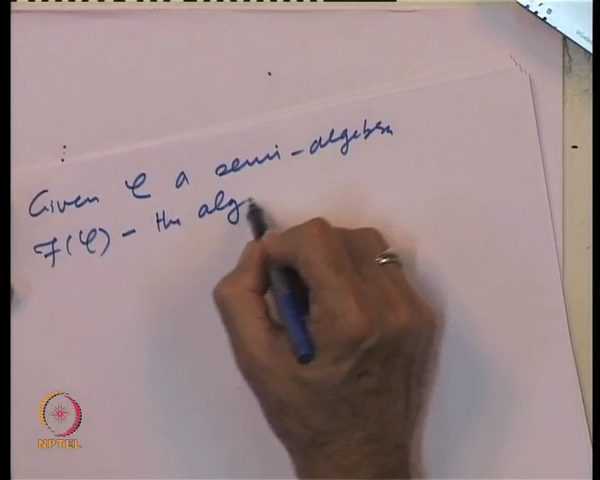 Given 𝒞 a semi-algebra
ℱ(𝒞) - the alg
NPTEL